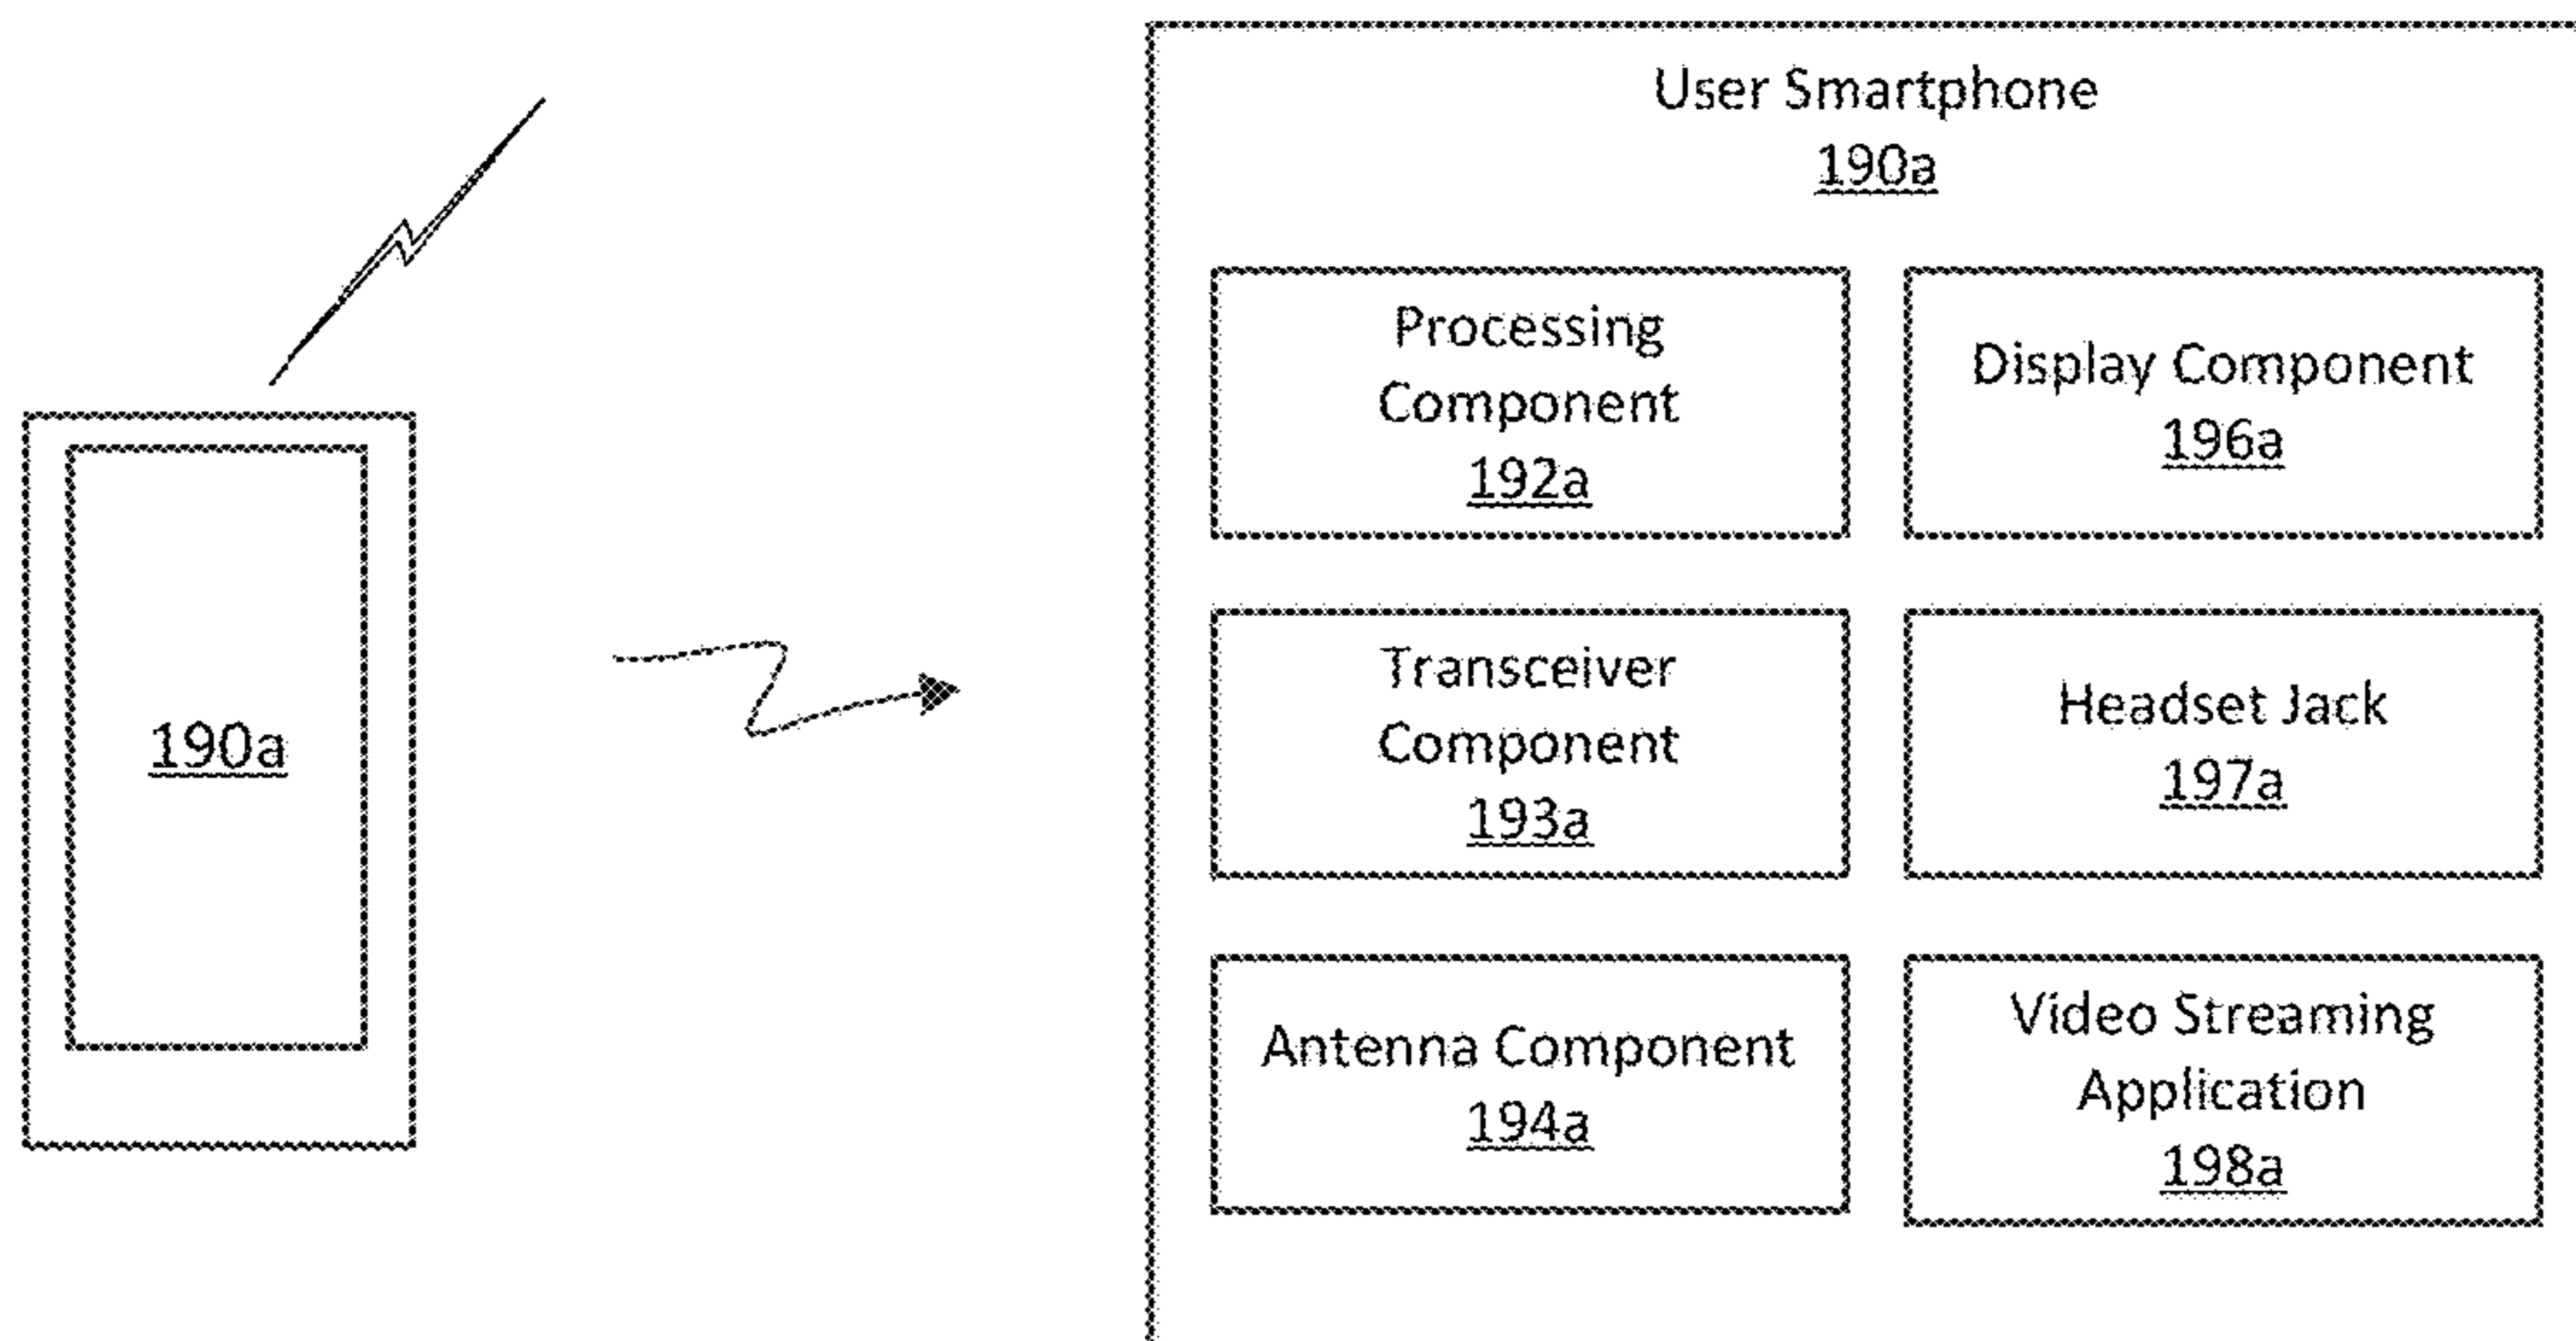 190a
User Smartphone
190a
Processing
Component
192a
Display Component
196a
Transceiver
Component
193a
Headset Jack
197a
Antenna Component
194a
Video Streaming
Application
198a